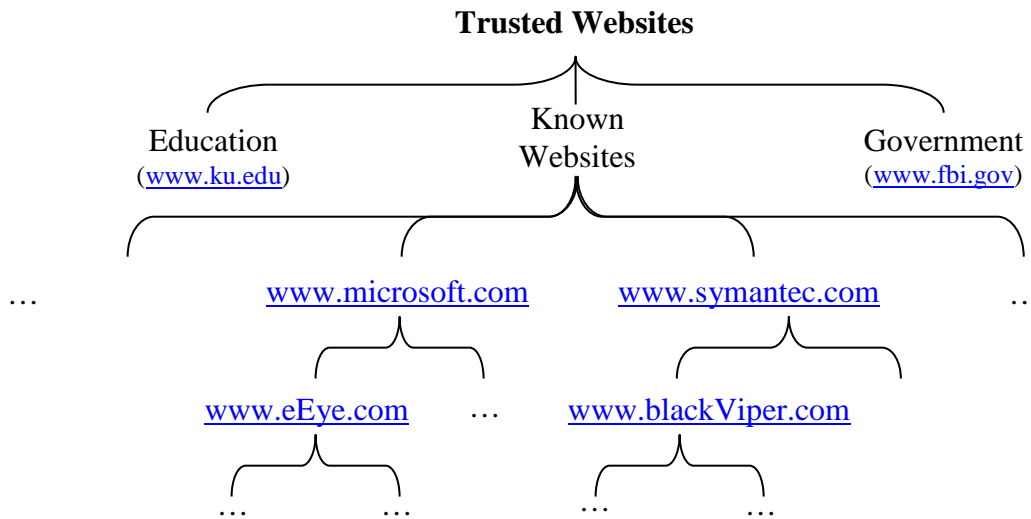 Trusted Websites
Education
(www.ku.edu)
Known
Websites
Government
(www.fbi.gov)
…
www.microsoft.com
www.symantec.com
..
www.eEye.com
…
www.blackViper.com
…
…
…
…